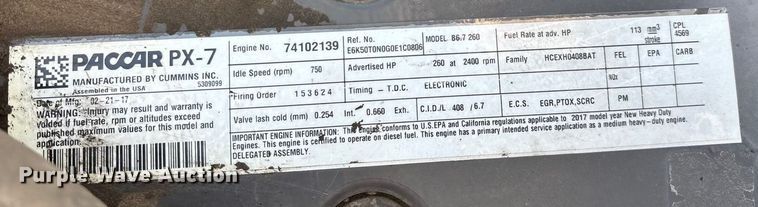 PACCAR PX-7
MANUFACTURED BY CUMMINS INC.
Assembled in the USA 5309099
Date of Mfg. 02-21-17
WARNING: Injury may result and warranty is
voided if fuel rate, rpm or altitudes exceed
published maximum values for this model and
application.
Engine No. 74102139
E6K50T0N0G0E1C0806 MODEL B6.7 260
Fuel Rate at adv. HP 113 mm3 stroke
CPL 4569
Idle Speed (rpm) 750
Advertised HP 260 at 2400 rpm
Family HCEXH0408BAT
FEL EPA CARB
NOx
Firing Order 153624
Timing - T.D.C. ELECTRONIC
PM
Valve lash cold (in) 0.254 Int. 0.660 Exh.
C.I.D./L 408 / 6.7
E.C.S. EGR,PTOX,SCRC
IMPORTANT ENGINE INFORMATION: This engine conforms to U.S.EPA and California regulations applicable to 2017 model year New Heavy Duty
engines. This engine is certified to operate on diesel fuel. This engine has a primary intended service application as a medium heavy-duty engine.
DELEGATED ASSEMBLY.
Purple Wave Auction